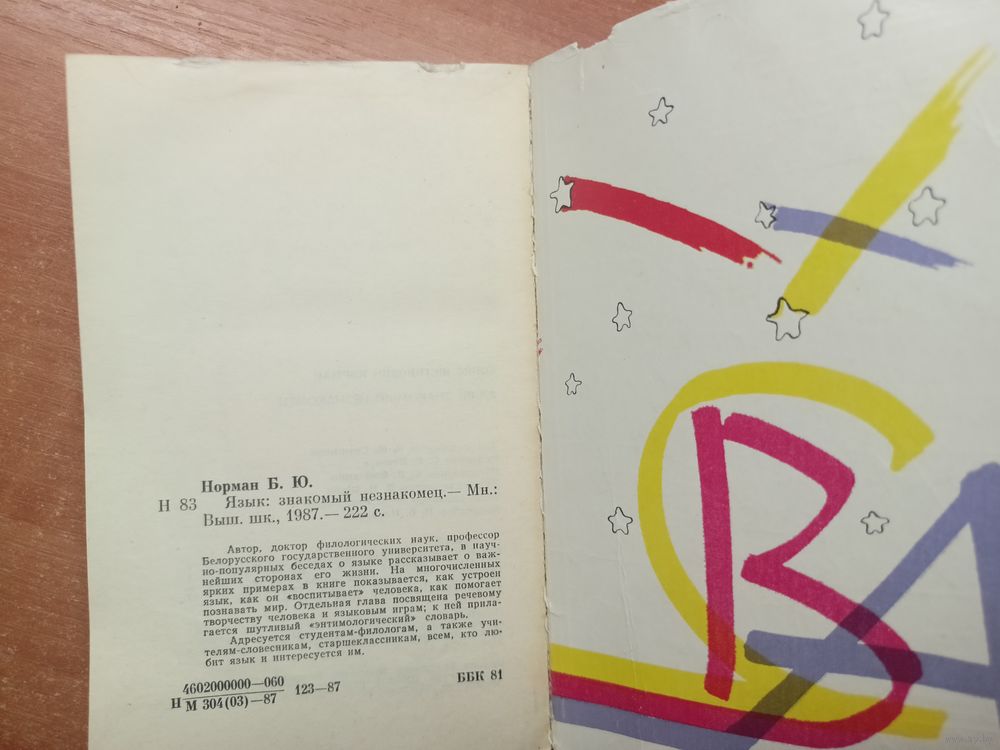 Норман Б. Ю.
Н 83 Язык: знакомый незнакомец.— Мн.:
Выш. шк., 1987.— 222 с.
Автор, доктор филологических наук, профессор
Белорусского государственного университета, в науч-
но-популярных беседах о языке рассказывает о важ-
нейших сторонах его жизни. На многочисленных
ярких примерах в книге показывается, как устроен
язык, как он «воспитывает» человека, как помогает
познавать мир. Отдельная глава посвящена речевому
творчеству человека и языковым играм; к ней прила-
гается шутливый «энтимологический» словарь.
Адресуется студентам-филологам, а также учи-
телям-словесникам, старшеклассникам, всем, кто лю-
бит язык и интересуется им.
4602000000—060
Н 123—87
М 304(03)—87
ББК 81
С
В
А